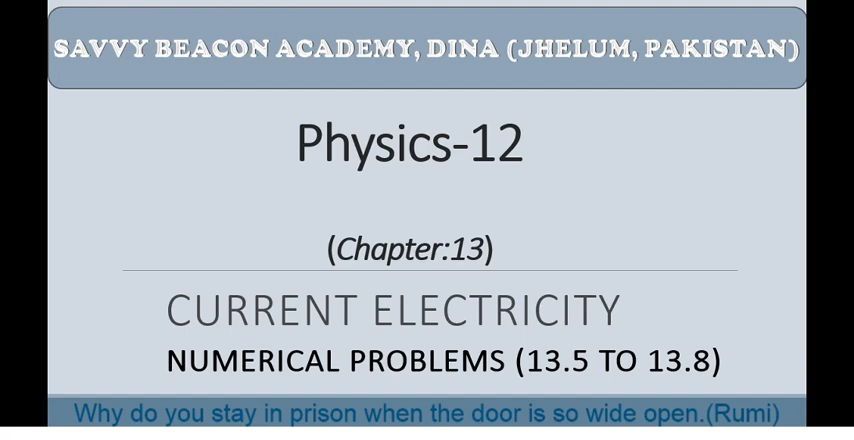 SAVVY BEACON ACADEMY, DINA (JHELUM, PAKISTAN)
Physics-12
(Chapter:13)
CURRENT ELECTRICITY
NUMERICAL PROBLEMS (13.5 TO 13.8)
Why do you stay in prison when the door is so wide open.(Rumi)